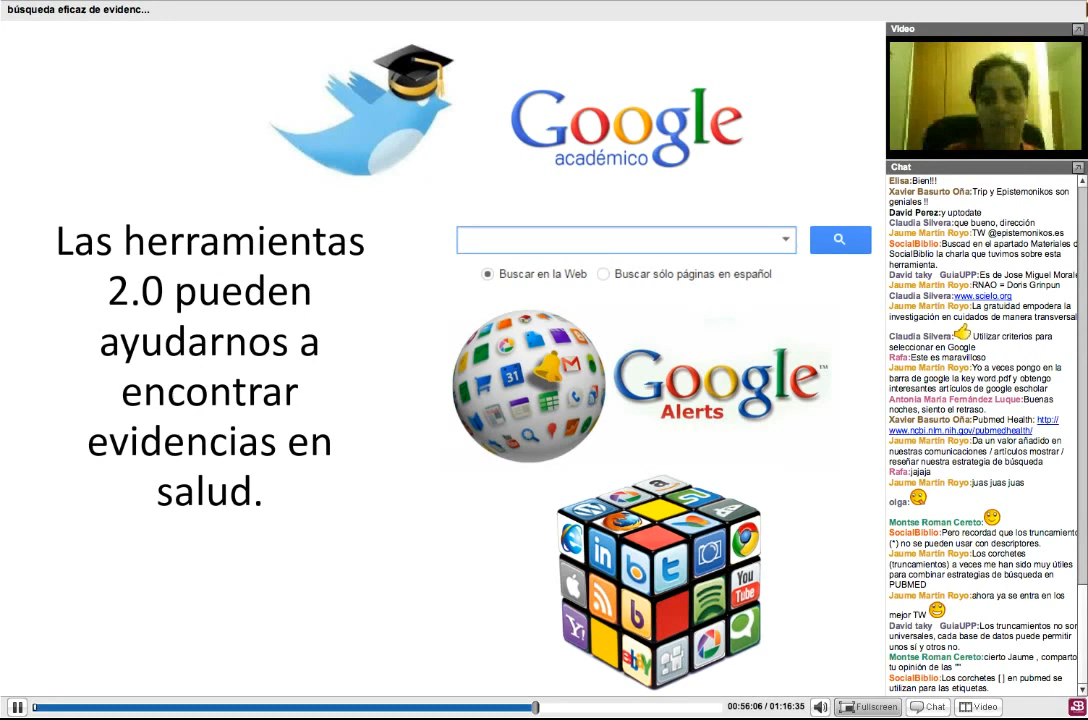 búsqueda eficaz de evidenc...
Google
académico
Las herramientas
2.0 pueden
ayudarnos a
encontrar
evidencias en
salud.
Buscar en la Web
Buscar sólo páginas en español
31
Google™
Alerts
in
b
t
You
Tube
Y!
b
ebay
Video
Chat
Elisa:Bien!!!
Xavier Basurto Oña:Trip y Epistemonikos son
geniales !!
David Perez:y uptodate
Claudia Silvera:que bueno, dirección
Jaume Martín Royo:TW @epistemonikos.es
SocialBiblio:Buscad en el apartado Materiales d
SocialBiblio la charla que tuvimos sobre esta
herramienta.
David taky GuiaUPP:Es de Jose Miguel Morale
Jaume Martín Royo:RNAO = Doris Grinpun
Claudia Silvera:www.scielo.org
Jaume Martín Royo:La gratuidad empodera la
investigación en cuidados de manera transversal
Claudia Silvera: Utilizar criterios para
seleccionar en Google
Rafa:Este es maravilloso
Jaume Martín Royo:Yo a veces pongo en la
barra de google la key word.pdf y obtengo
interesantes artículos de google escholar
Antonia María Fernández Luque:Buenas
noches, siento el retraso.
Xavier Basurto Oña:Pubmed Health: http://
www.ncbi.nlm.nih.gov/pubmedhealth/
Jaume Martín Royo:Da un valor añadido en
nuestras comunicaciones / artículos mostrar /
reseñar nuestra estrategia de búsqueda
Rafa:jajaja
Jaume Martín Royo:juas juas juas
olga:
Montse Roman Cereto:
SocialBiblio:Pero recordad que los truncamiento
(*) no se pueden usar con descriptores.
Jaume Martín Royo:Los corchetes
(truncamientos) a veces me han sido muy útiles
para combinar estrategias de búsqueda en
PUBMED
Jaume Martín Royo:ahora ya se entra en los
mejor TW
David taky GuiaUPP:Los truncamientos no son
universales, cada base de datos puede permitir
unos sí y otros no.
Montse Roman Cereto:cierto Jaume , comparto
tu opinión de las ""
SocialBiblio:Los corchetes [ ] en pubmed se
utilizan para las etiquetas.
00:56:06 / 01:16:35
Fullscreen
Chat
Video